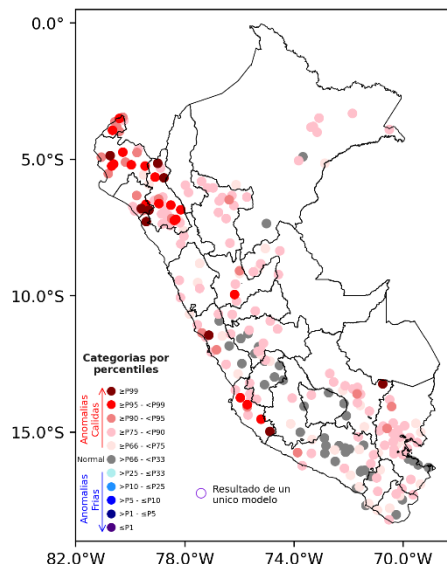 0.0°
5.0°S
10.0°S
15.0°S
Categorias por
percentiles
Anomalias
Calidas
≥P99
≥P95 - <P99
≥P90 - <P95
≥P75 - <P90
≥P66 - <P75
Normal
>P66 - <P33
Anomalias
Frias
>P25 - ≤P33
>P10 - ≤P25
>P5 - ≤P10
>P1 - ≤P5
≤P1
Resultado de un
unico modelo
82.0°W
78.0°W
74.0°W
70.0°W